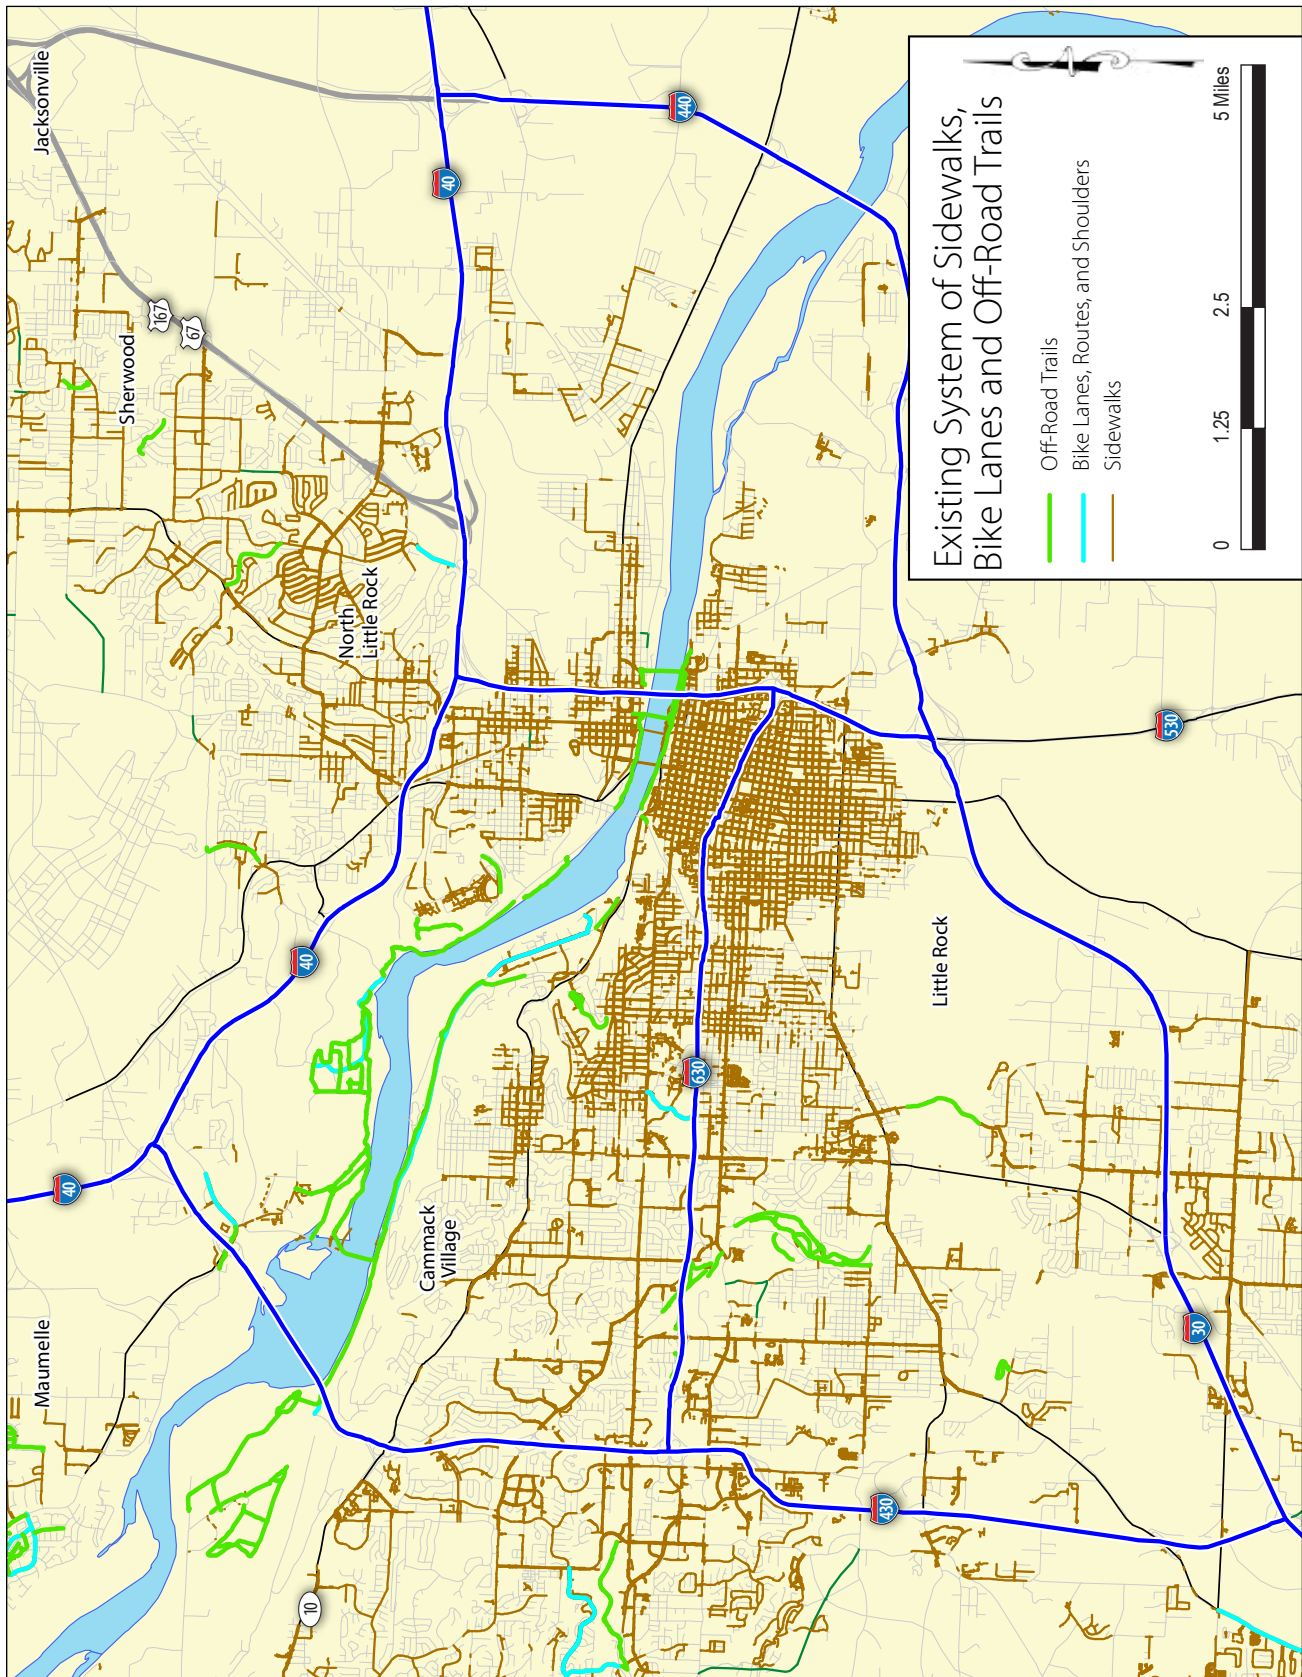 Existing System of Sidewalks,
Bike Lanes and Off-Road Trails
Off-Road Trails
Bike Lanes, Routes, and Shoulders
Sidewalks
0
1.25
2.5
5 Miles
N
Jacksonville
Sherwood
167
67
North
Little Rock
Maumelle
Cammack
Village
Little Rock
40
40
40
440
630
530
430
30
10